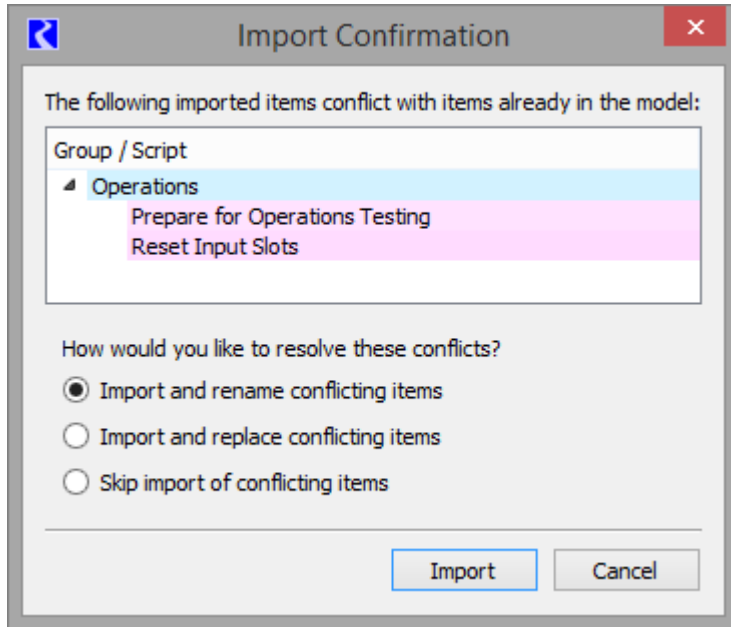 Import Confirmation
The following imported items conflict with items already in the model:
Group / Script
Operations
Prepare for Operations Testing
Reset Input Slots
How would you like to resolve these conflicts?
Import and rename conflicting items
Import and replace conflicting items
Skip import of conflicting items
Import Cancel